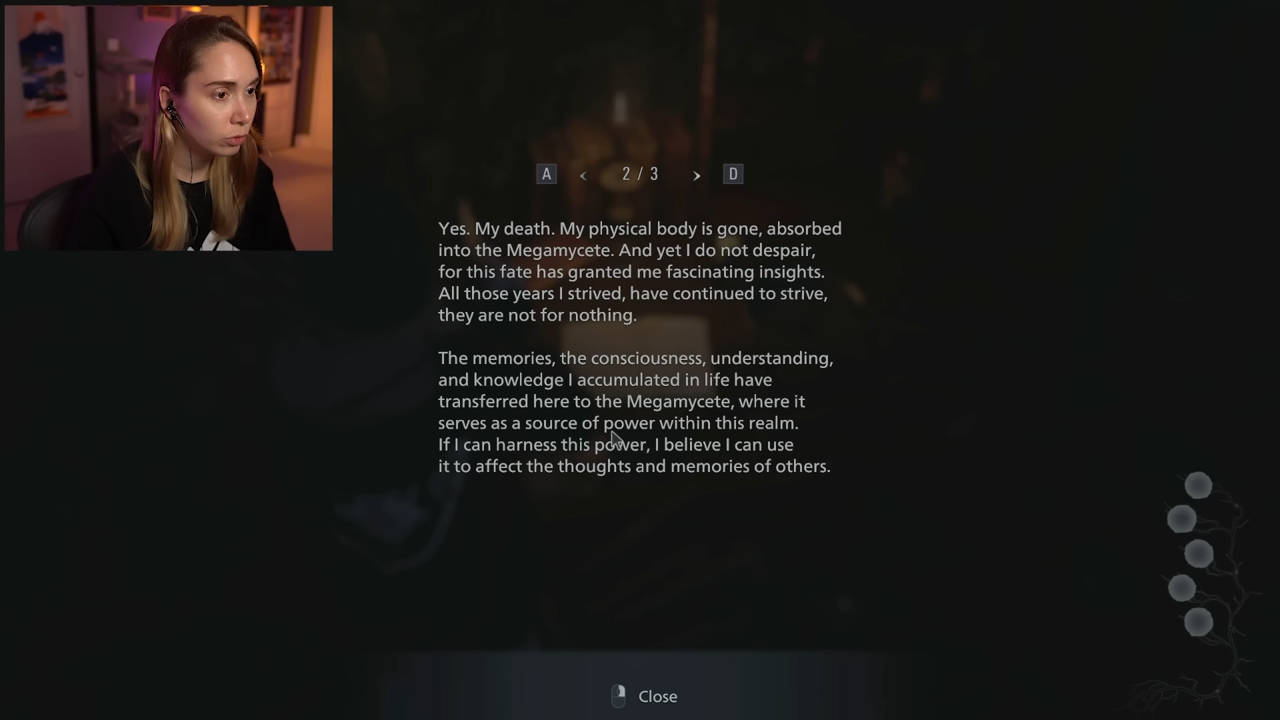 A 2 / 3 D
Yes. My death. My physical body is gone, absorbed
into the Megamycete. And yet I do not despair,
for this fate has granted me fascinating insights.
All those years I strived, have continued to strive,
they are not for nothing.
The memories, the consciousness, understanding,
and knowledge I accumulated in life have
transferred here to the Megamycete, where it
serves as a source of power within this realm.
If I can harness this power, I believe I can use
it to affect the thoughts and memories of others.
Close